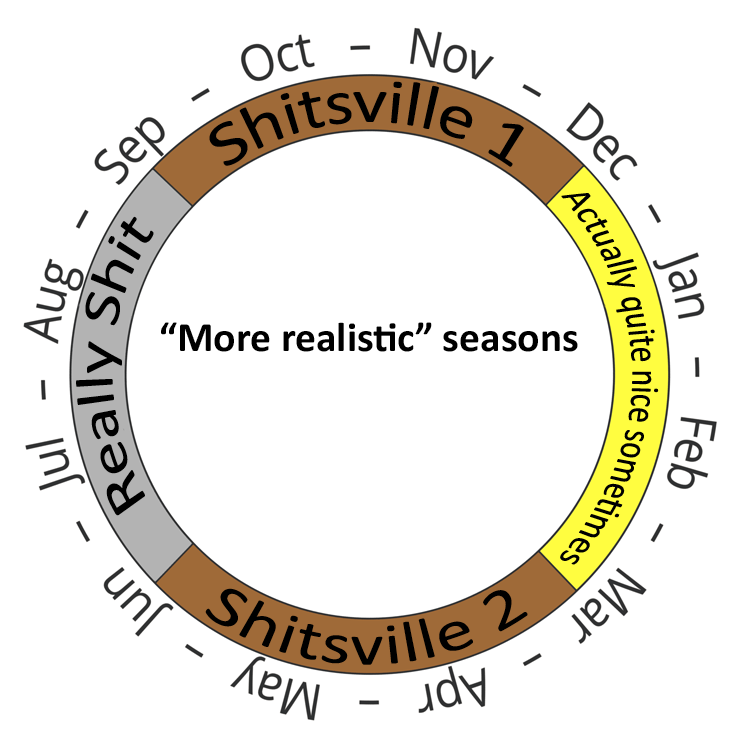 Oct – Nov – Dec – Jan – Feb – Mar – Apr – May – Jun – Jul – Aug – Sep –
Shitsville 1
Actually quite nice sometimes
Shitsville 2
Really Shit
“More realistic” seasons